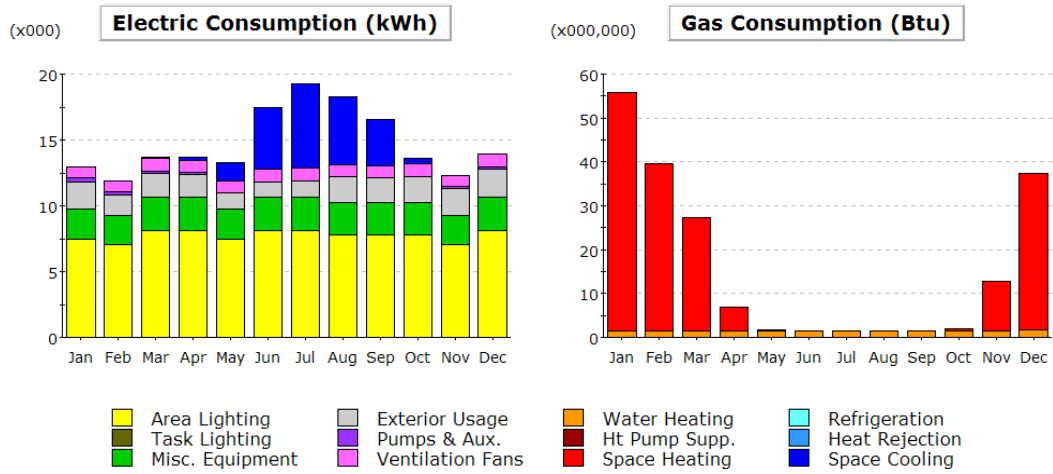 Electric Consumption (kWh)
(x000)
20
15
10
5
0
Jan Feb Mar Apr May Jun Jul Aug Sep Oct Nov Dec
Gas Consumption (Btu)
(x000,000)
60
50
40
30
20
10
0
Jan Feb Mar Apr May Jun Jul Aug Sep Oct Nov Dec
Area Lighting Exterior Usage Water Heating Refrigeration
Task Lighting Pumps & Aux. Ht Pump Supp. Heat Rejection
Misc. Equipment Ventilation Fans Space Heating Space Cooling